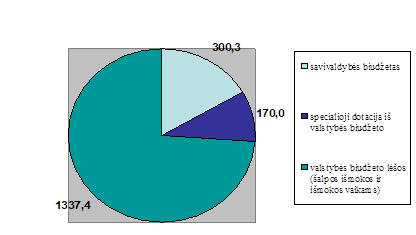 300,3
170,0
1337,4
savivaldybės biudžetas
specialioji dotacija iš
valstybės biudžeto
valstybės biudžeto lėšos
(šalpos išmokos ir
išmokos vaikams)